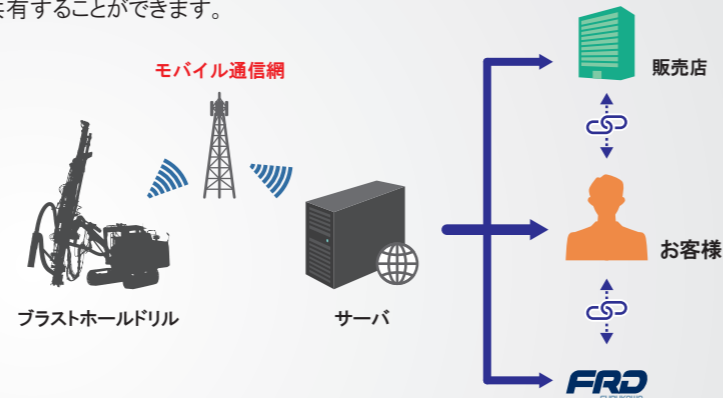 共有することができます。
モバイル通信網
販売店
お客様
ブラストホールドリル
サーバ
FRD